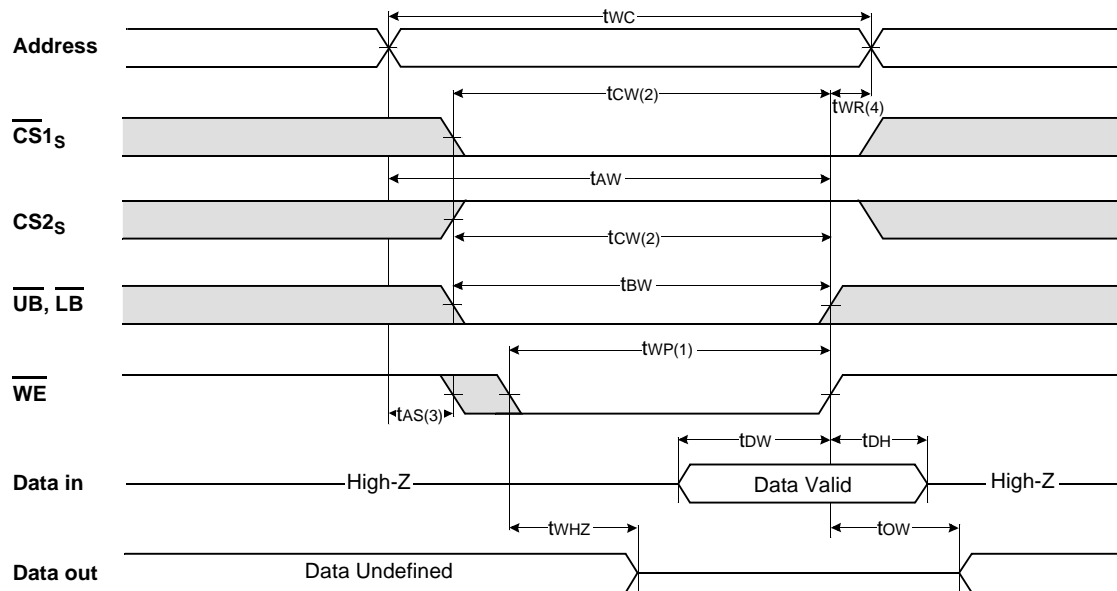 tWC
Address
tCW(2)
tWR(4)
CS1S
tAW
CS2S
tCW(2)
tBW
UB, LB
tWP(1)
WE
tAS(3)
tDW
tDH
Data in
High-Z
Data Valid
High-Z
tWHZ
tOW
Data out
Data Undefined